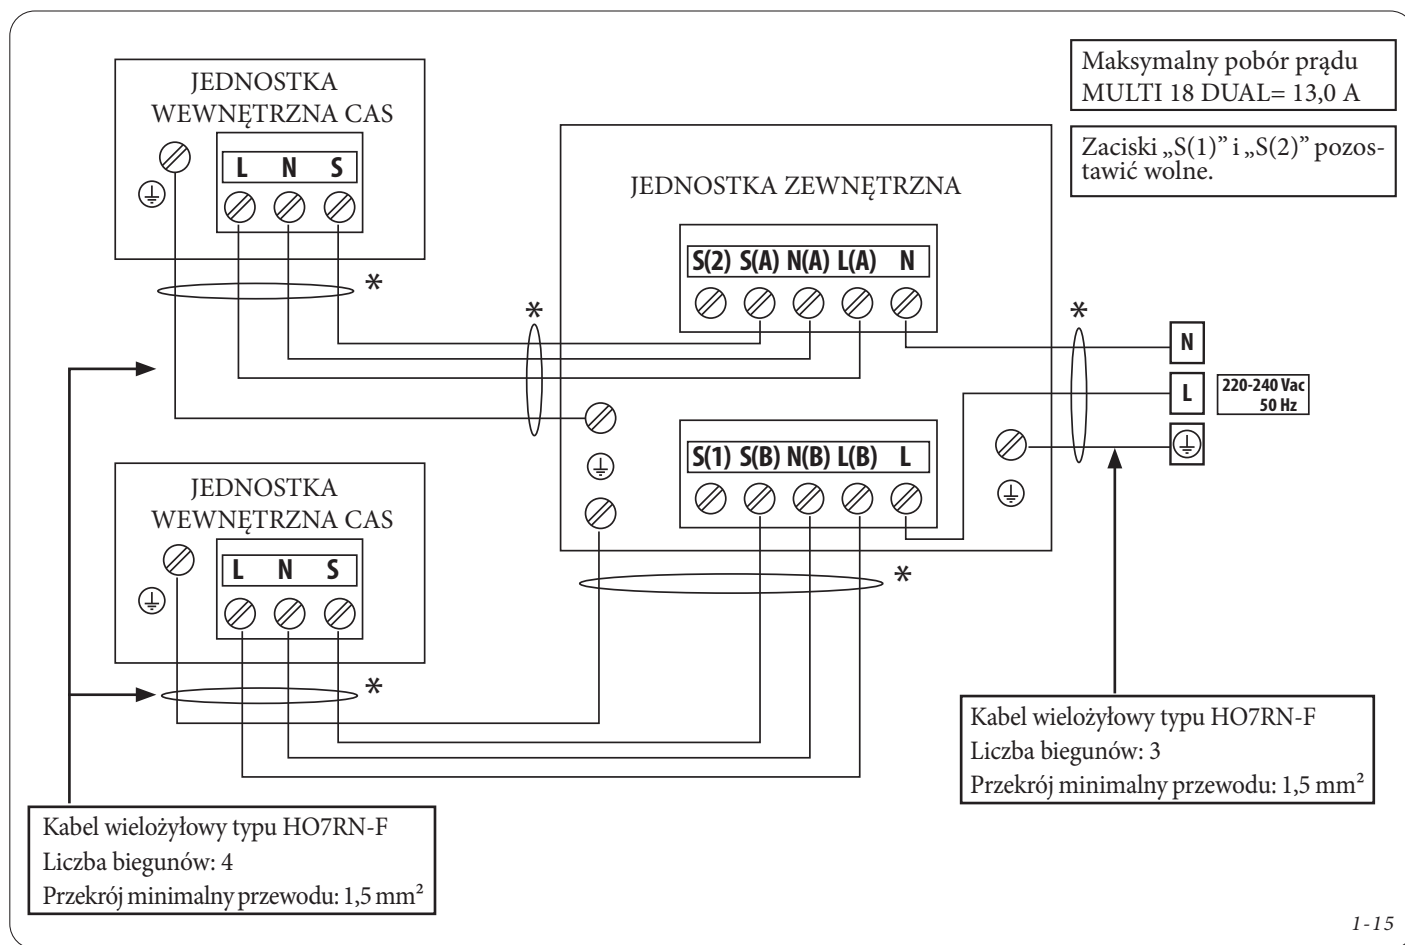 JEDNOSTKA
WEWNĘTRZNA CAS
L N S
*
JEDNOSTKA ZEWNĘTRZNA
S(2) S(A) N(A) L(A) N
*
*
S(1) S(B) N(B) L(B) L
*
Maksymalny pobór prądu
MULTI 18 DUAL= 13,0 A
Zaciski „S(1)” i „S(2)” pozos-
tawić wolne.
N
L
220-240 Vac
50 Hz
JEDNOSTKA
WEWNĘTRZNA CAS
L N S
*
Kabel wielożyłowy typu HO7RN-F
Liczba biegunów: 4
Przekrój minimalny przewodu: 1,5 mm²
Kabel wielożyłowy typu HO7RN-F
Liczba biegunów: 3
Przekrój minimalny przewodu: 1,5 mm²
1-15